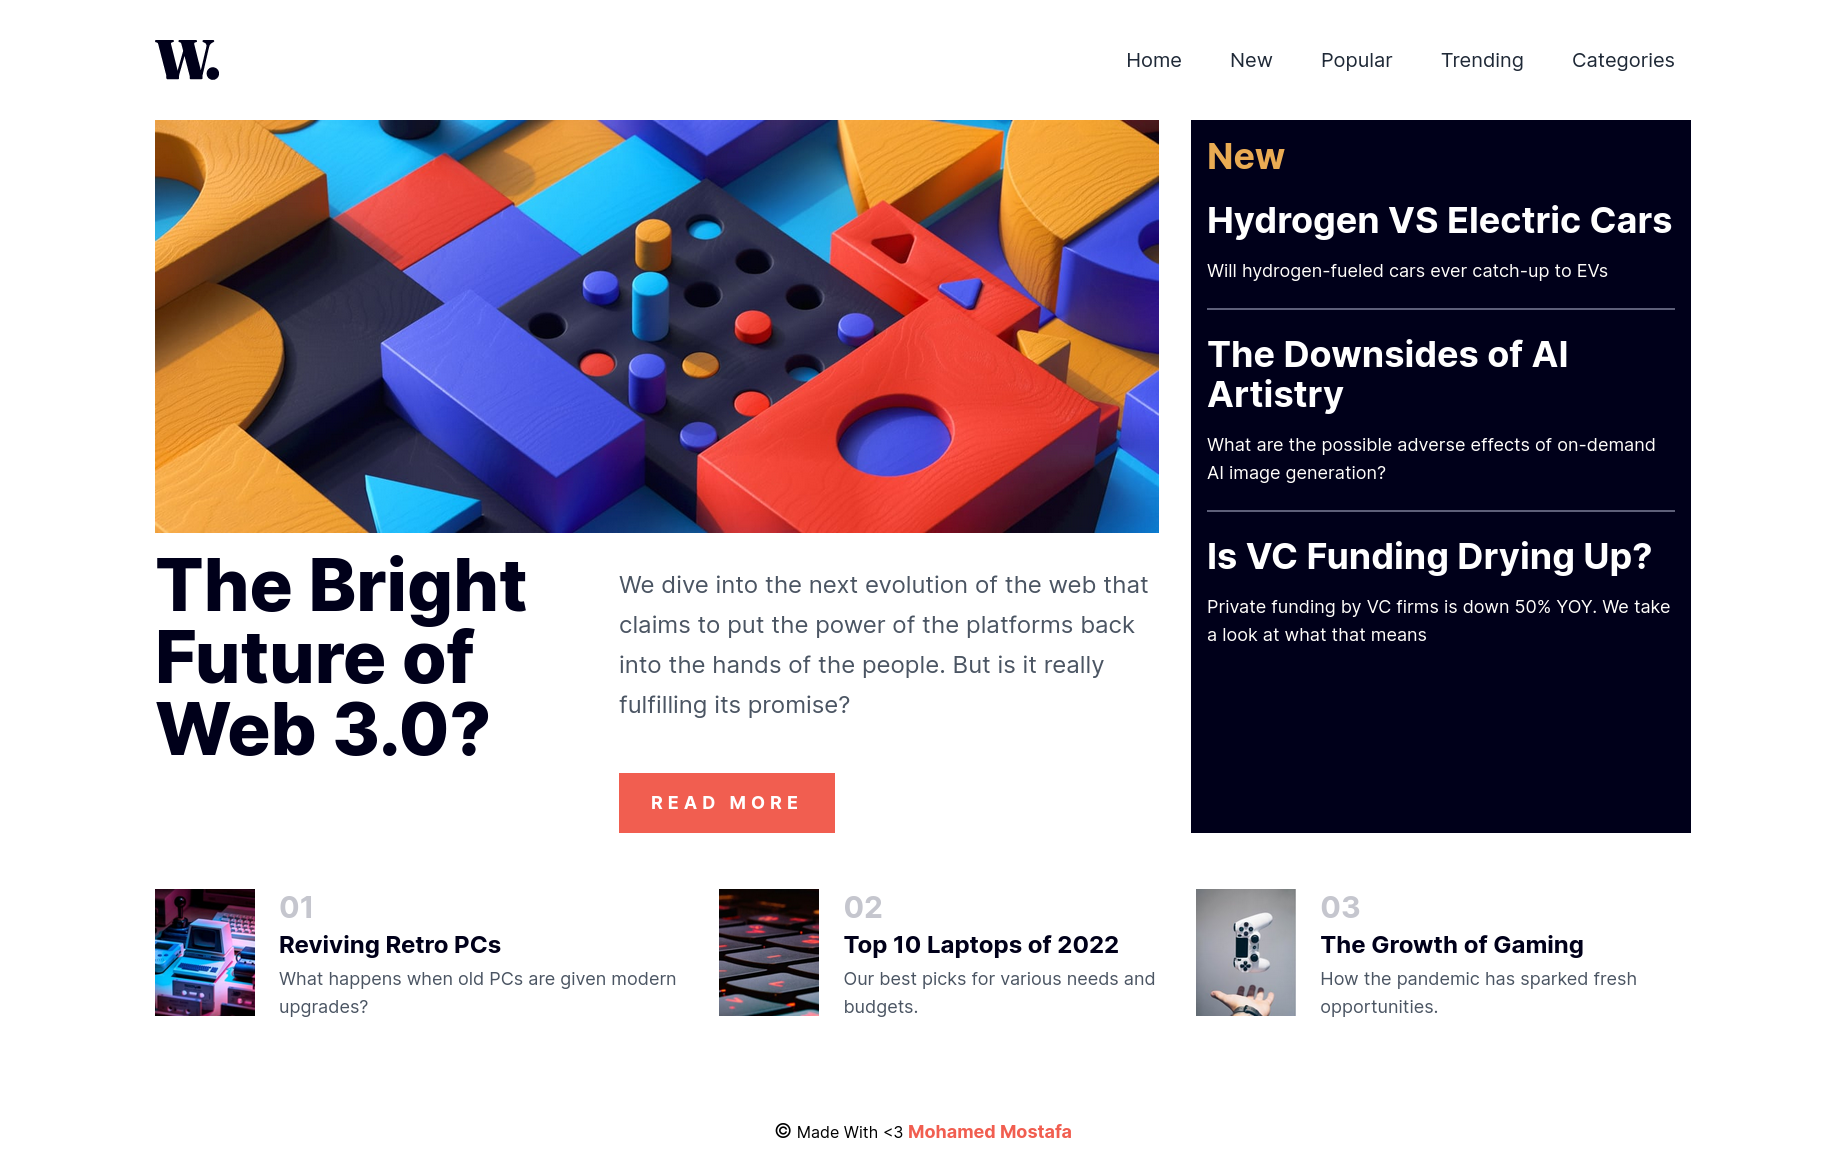 W.
Home New Popular Trending Categories
New
Hydrogen VS Electric Cars
Will hydrogen-fueled cars ever catch-up to EVs
The Downsides of AI
Artistry
What are the possible adverse effects of on-demand
AI image generation?
Is VC Funding Drying Up?
Private funding by VC firms is down 50% YOY. We take
a look at what that means
The Bright
Future of
Web 3.0?
We dive into the next evolution of the web that
claims to put the power of the platforms back
into the hands of the people. But is it really
fulfilling its promise?
READ MORE
01
Reviving Retro PCs
What happens when old PCs are given modern
upgrades?
02
Top 10 Laptops of 2022
Our best picks for various needs and
budgets.
03
The Growth of Gaming
How the pandemic has sparked fresh
opportunities.
© Made With <3 Mohamed Mostafa